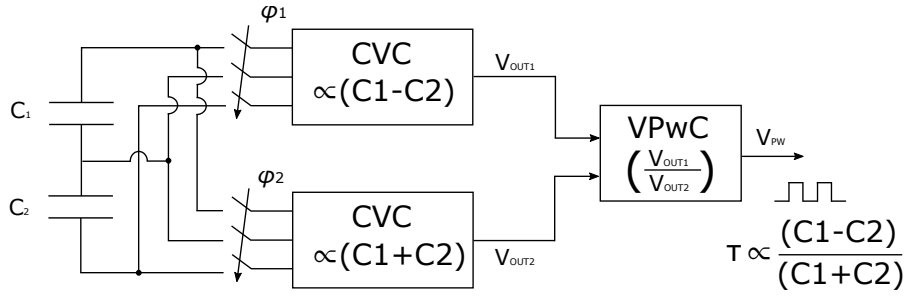 φ1
CVC
∝(C1-C2)
VOUT1
C1
C2
φ2
CVC
∝(C1+C2)
VOUT2
VPwC
(VOUT1
VOUT2)
VPW
T ∝ (C1-C2)
(C1+C2)